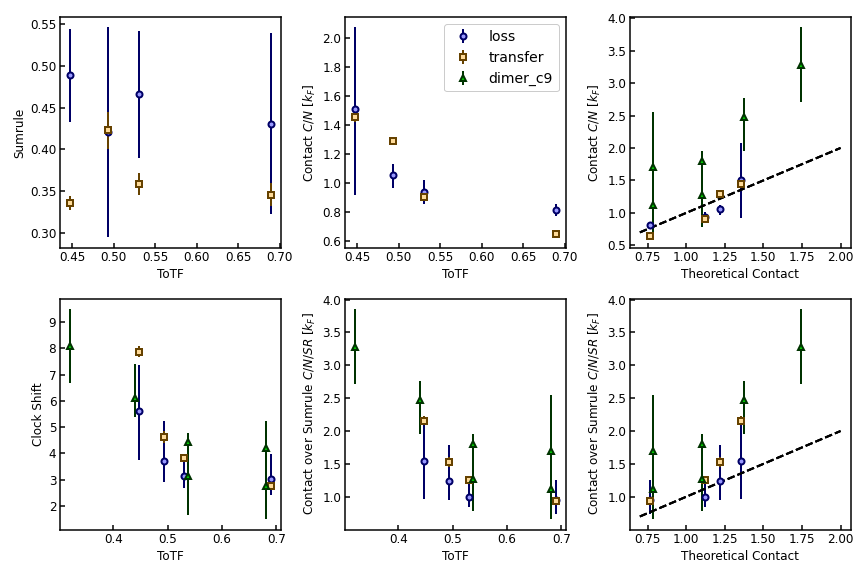 0.55
0.50
0.45
0.40
0.35
0.30
Sumrule
0.45 0.50 0.55 0.60 0.65 0.70
ToTF
2.0
1.8
1.6
1.4
1.2
1.0
0.8
0.6
Contact C/N [k_F]
loss
transfer
dimer_c9
0.45 0.50 0.55 0.60 0.65 0.70
ToTF
4.0
3.5
3.0
2.5
2.0
1.5
1.0
0.5
Contact C/N [k_F]
0.75 1.00 1.25 1.50 1.75 2.00
Theoretical Contact
9
8
7
6
5
4
3
2
Clock Shift
0.4 0.5 0.6 0.7
ToTF
4.0
3.5
3.0
2.5
2.0
1.5
1.0
Contact over Sumrule C/N/SR [k_F]
0.4 0.5 0.6 0.7
ToTF
4.0
3.5
3.0
2.5
2.0
1.5
1.0
Contact over Sumrule C/N/SR [k_F]
0.75 1.00 1.25 1.50 1.75 2.00
Theoretical Contact